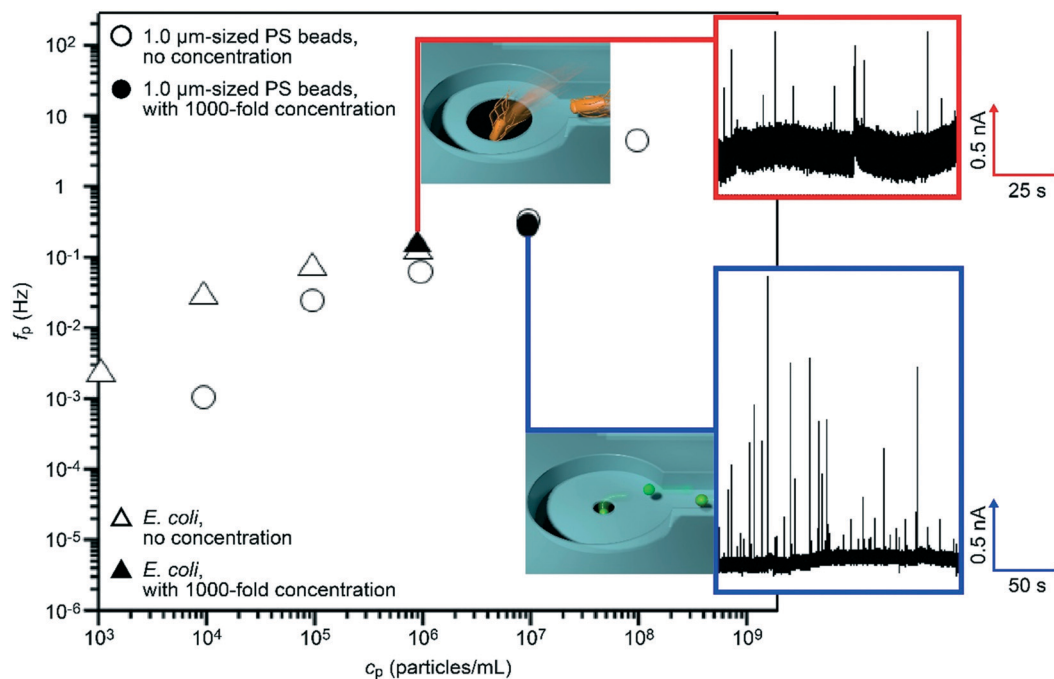 1.0 µm-sized PS beads,
no concentration
1.0 µm-sized PS beads,
with 1000-fold concentration
E. coli,
no concentration
E. coli,
with 1000-fold concentration
10²
10
1
10⁻¹
10⁻²
10⁻³
10⁻⁴
10⁻⁵
10⁻⁶
fₚ (Hz)
10³
10⁴
10⁵
10⁶
10⁷
10⁸
10⁹
cₚ (particles/mL)
0.5 nA
25 s
0.5 nA
50 s